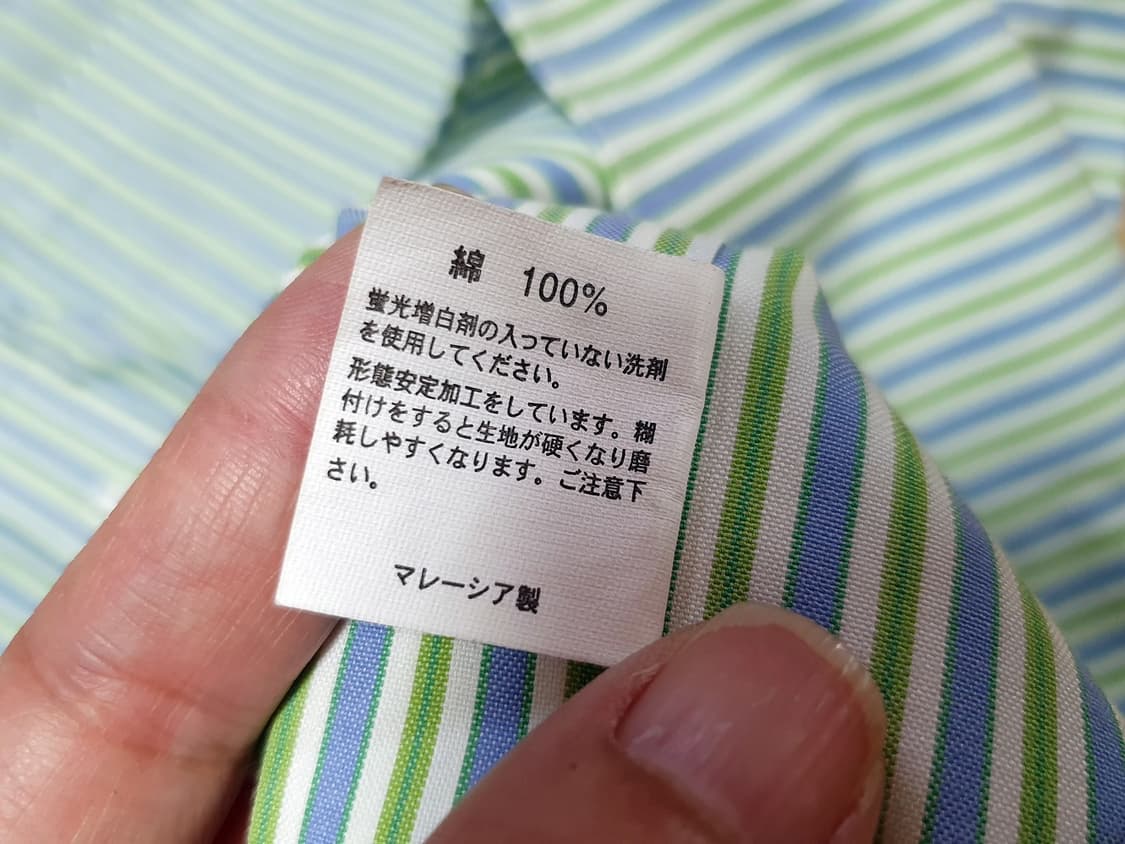 綿 100%
蛍光増白剤の入っていない洗剤
を使用してください。
形態安定加工をしています。糊
付けをすると生地が硬くなり磨
耗しやすくなります。ご注意下
さい。
マレーシア製